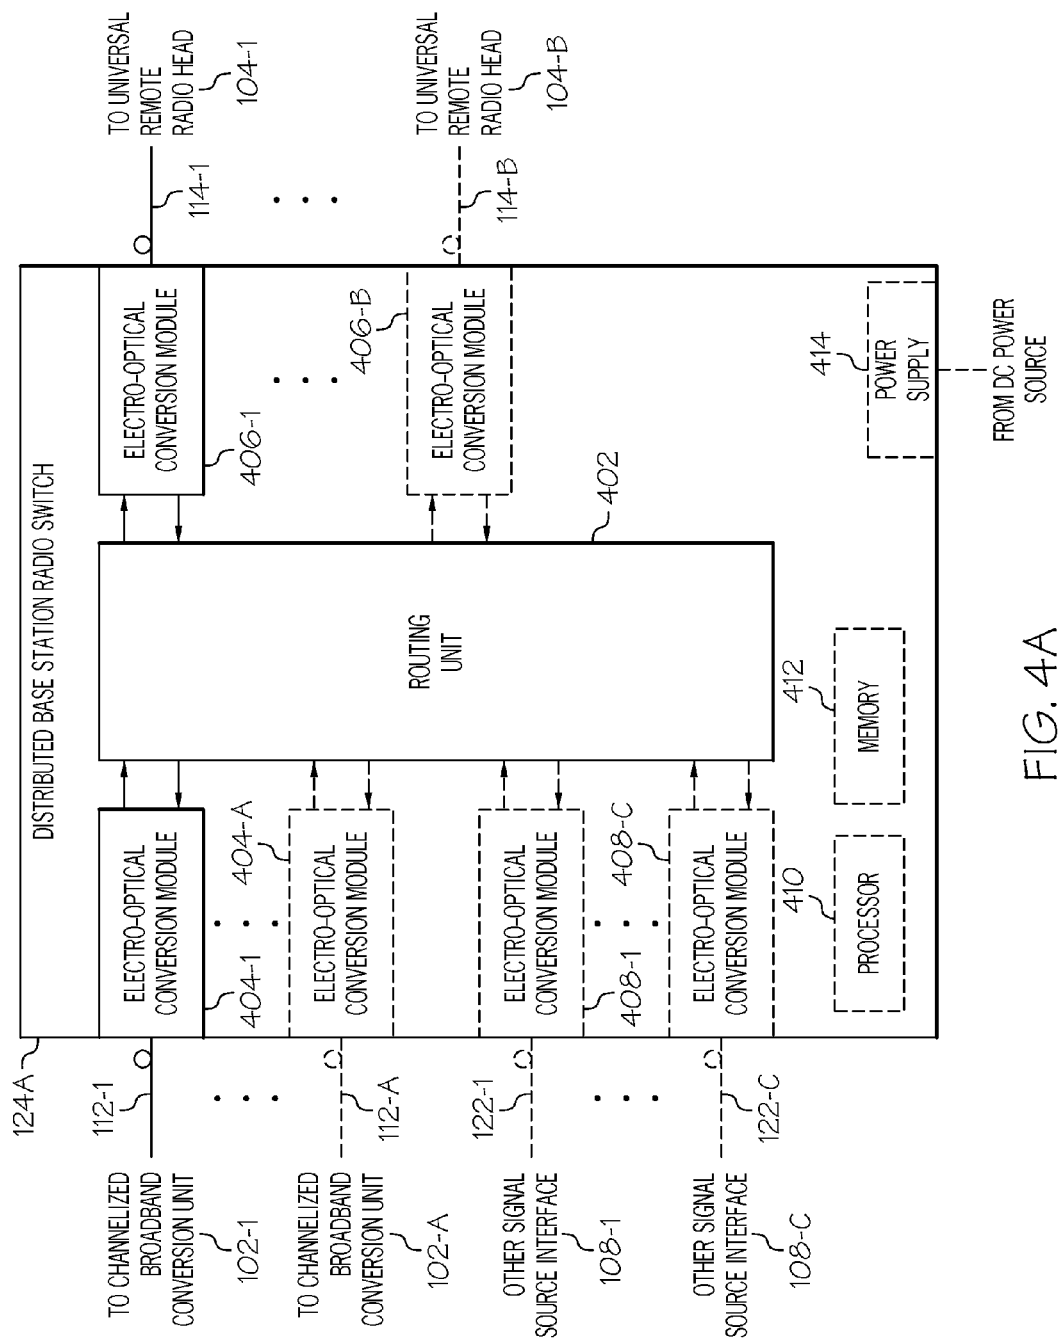 DISTRIBUTED BASE STATION RADIO SWITCH
124A
TO CHANNELIZED
BROADBAND
CONVERSION UNIT
102-1
112-1
ELECTRO-OPTICAL
CONVERSION MODULE
404-1
TO CHANNELIZED
BROADBAND
CONVERSION UNIT
102-A
112-A
ELECTRO-OPTICAL
CONVERSION MODULE
404-A
OTHER SIGNAL
SOURCE INTERFACE
108-1
122-1
ELECTRO-OPTICAL
CONVERSION MODULE
408-1
OTHER SIGNAL
SOURCE INTERFACE
108-C
122-C
ELECTRO-OPTICAL
CONVERSION MODULE
408-C
ROUTING
UNIT
402
ELECTRO-OPTICAL
CONVERSION MODULE
406-1
114-1
TO UNIVERSAL
REMOTE
RADIO HEAD
104-1
ELECTRO-OPTICAL
CONVERSION MODULE
406-B
114-B
TO UNIVERSAL
REMOTE
RADIO HEAD
104-B
PROCESSOR
410
MEMORY
412
POWER
SUPPLY
414
FROM DC POWER
SOURCE
FIG. 4A